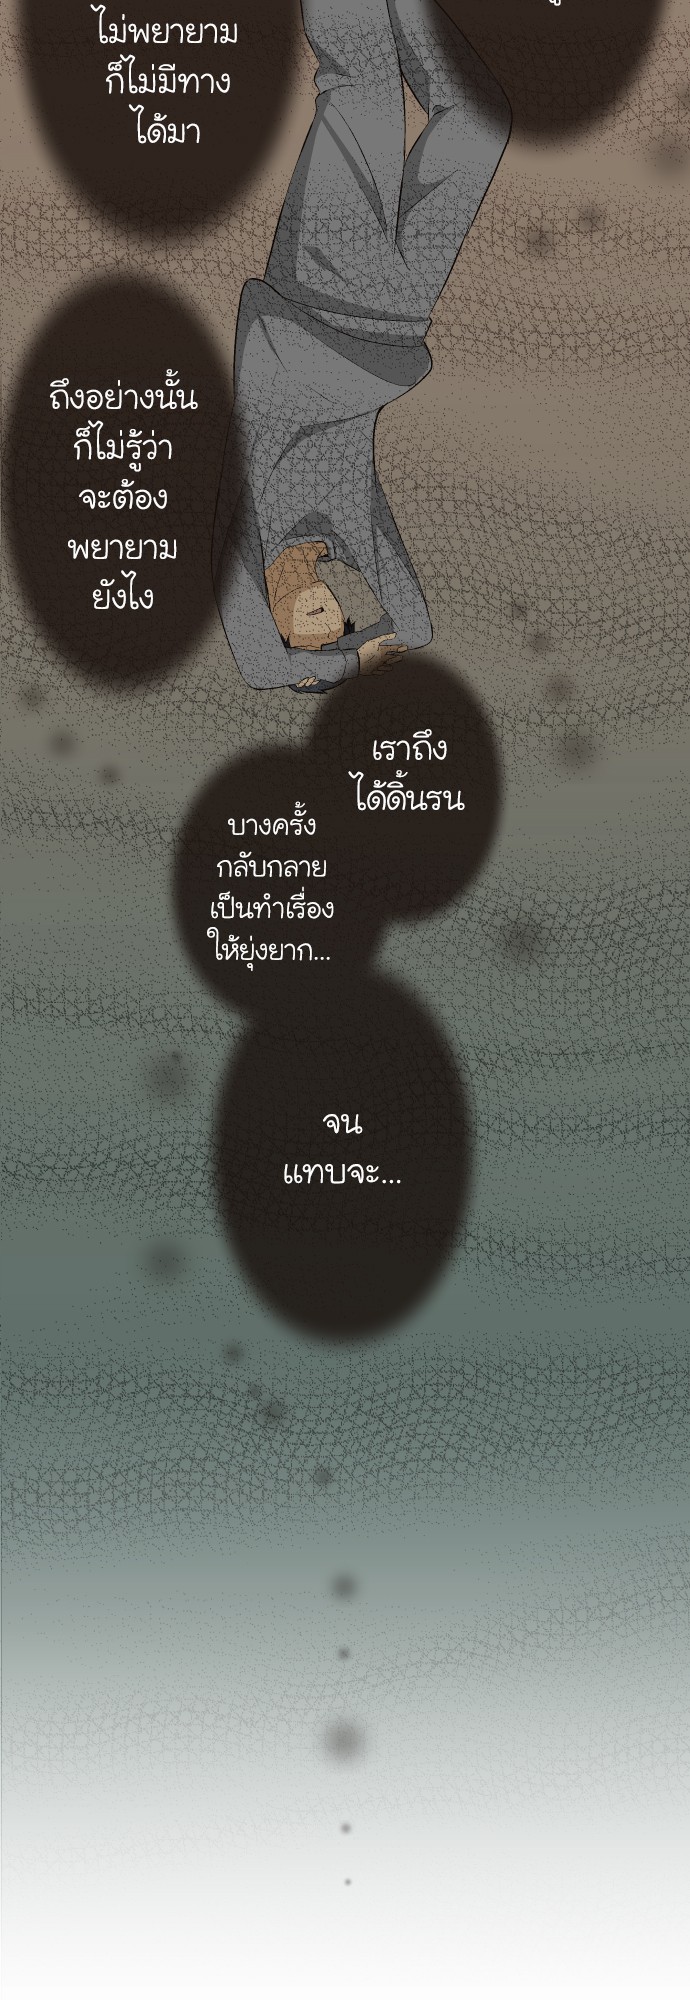 ไม่พยายาม
ก็ไม่มีทาง
ได้มา
ถึงอย่างนั้น
ก็ไม่รู้ว่า
จะต้อง
พยายาม
ยังไง
เราถึง
ได้ดิ้นรน
บางครั้ง
กลับกลาย
เป็นทำเรื่อง
ให้ยุ่งยาก...
จน
แทบจะ...